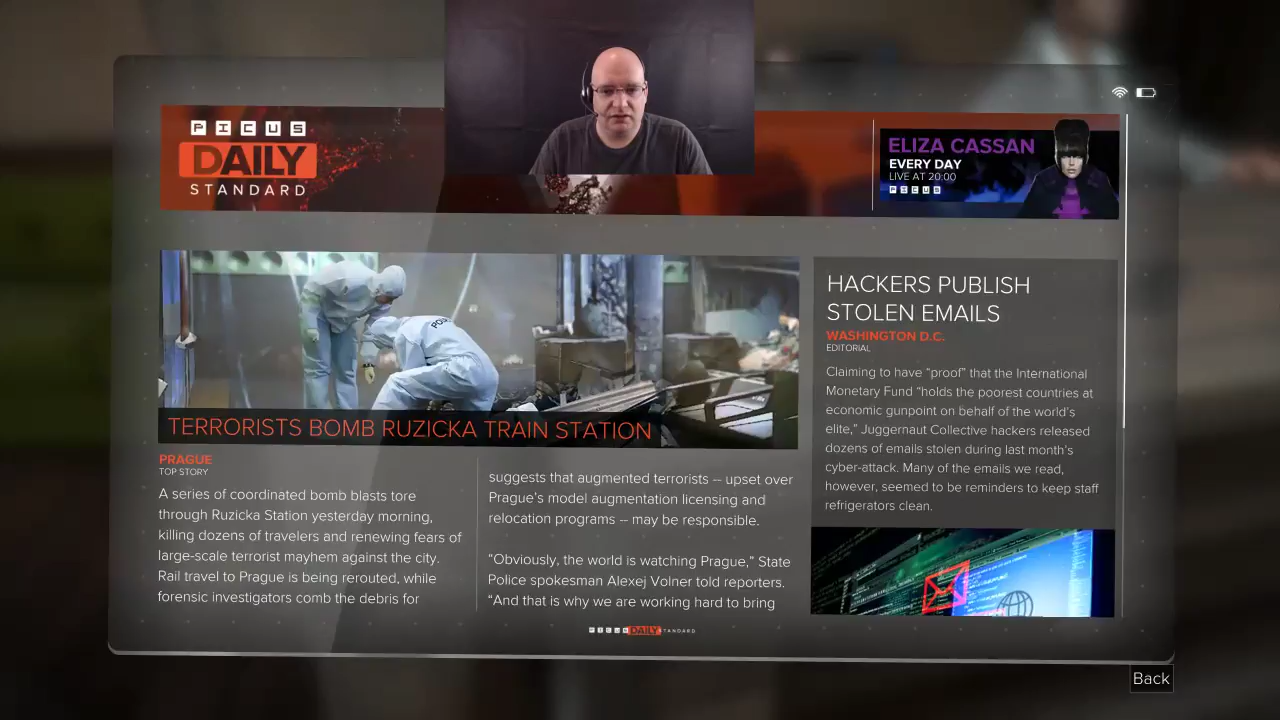 PICUS
DAILY
STANDARD
ELIZA CASSAN
EVERY DAY
LIVE AT 20:00
PICUS
POLI
TERRORISTS BOMB RUZICKA TRAIN STATION
PRAGUE
TOP STORY
A series of coordinated bomb blasts tore
through Ruzicka Station yesterday morning,
killing dozens of travelers and renewing fears of
large-scale terrorist mayhem against the city.
Rail travel to Prague is being rerouted, while
forensic investigators comb the debris for
suggests that augmented terrorists -- upset over
Prague's model augmentation licensing and
relocation programs -- may be responsible.
“Obviously, the world is watching Prague,” State
Police spokesman Alexej Volner told reporters.
“And that is why we are working hard to bring
HACKERS PUBLISH
STOLEN EMAILS
WASHINGTON D.C.
EDITORIAL
Claiming to have “proof” that the International
Monetary Fund “holds the poorest countries at
economic gunpoint on behalf of the world's
elite,” Juggernaut Collective hackers released
dozens of emails stolen during last month's
cyber-attack. Many of the emails we read,
however, seemed to be reminders to keep staff
refrigerators clean.
PICUS DAILY STANDARD
Back